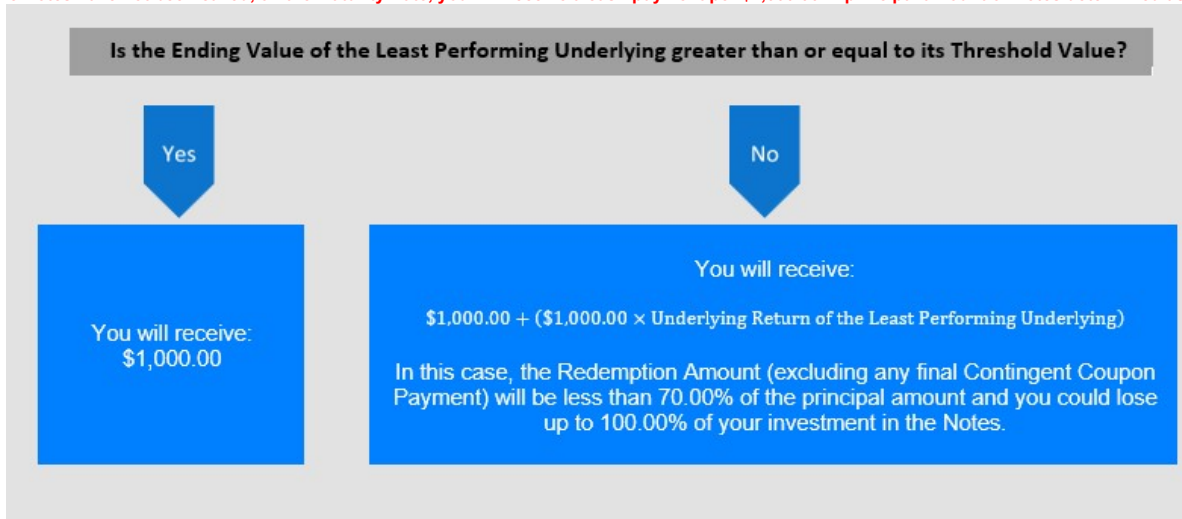 Is the Ending Value of the Least Performing Underlying greater than or equal to its Threshold Value?
Yes
No
You will receive:
$1,000.00
You will receive:
$1,000.00 + ($1,000.00 × Underlying Return of the Least Performing Underlying)
In this case, the Redemption Amount (excluding any final Contingent Coupon
Payment) will be less than 70.00% of the principal amount and you could lose
up to 100.00% of your investment in the Notes.